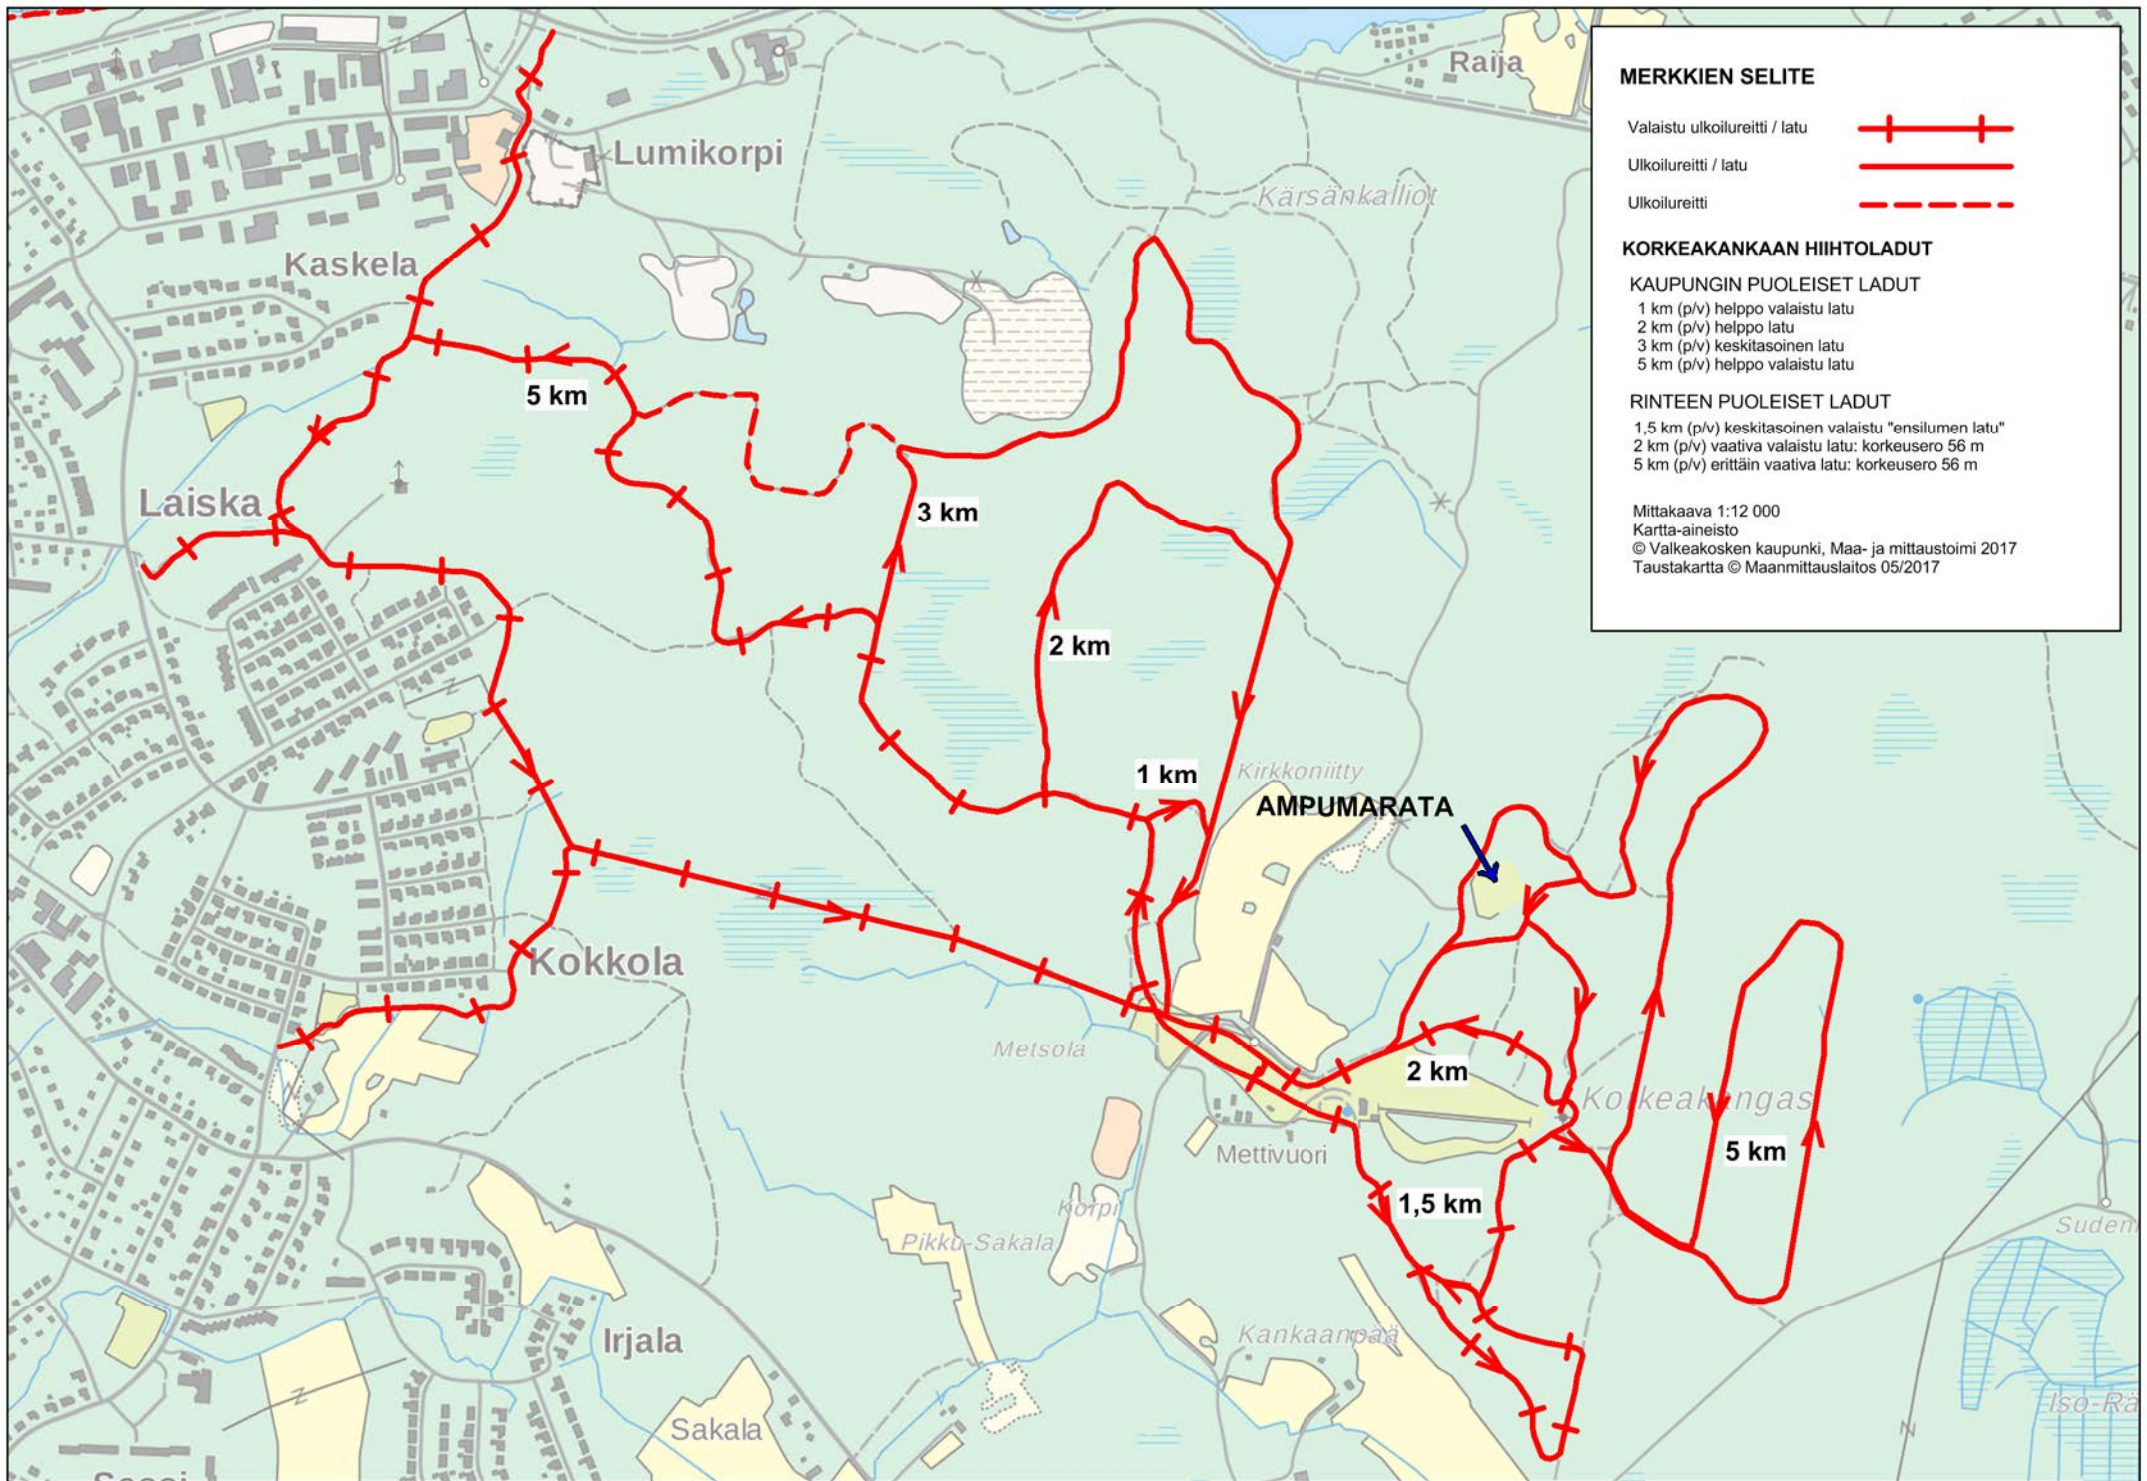 Raija
MERKKIEN SELITE
Valaistu ulkoilureitti / latu
Ulkoilureitti / latu
Ulkoilureitti
KORKEAKANKAAN HIIHTOLADUT
KAUPUNGIN PUOLEISET LADUT
1 km (p/v) helppo valaistu latu
2 km (p/v) helppo latu
3 km (p/v) keskitasoinen latu
5 km (p/v) helppo valaistu latu
RINTEEN PUOLEISET LADUT
1,5 km (p/v) keskitasoinen valaistu "ensilumen latu"
2 km (p/v) vaativa valaistu latu: korkeusero 56 m
5 km (p/v) erittäin vaativa latu: korkeusero 56 m
Mittakaava 1:12 000
Kartta-aineisto
© Valkeakosken kaupunki, Maa- ja mittaustoimi 2017
Taustakartta © Maanmittauslaitos 05/2017
Lumikorpi
Kärsänkalliot
Kaskela
5 km
Laiska
3 km
2 km
1 km
Kirkkoniitty
AMPUMARATA
Kokkola
Metsola
2 km
Korkeakangas
Mettivuori
5 km
1,5 km
Korpi
Pikku-Sakala
Sudem
Kankaanpää
Irjala
Iso-Rä
Sakala